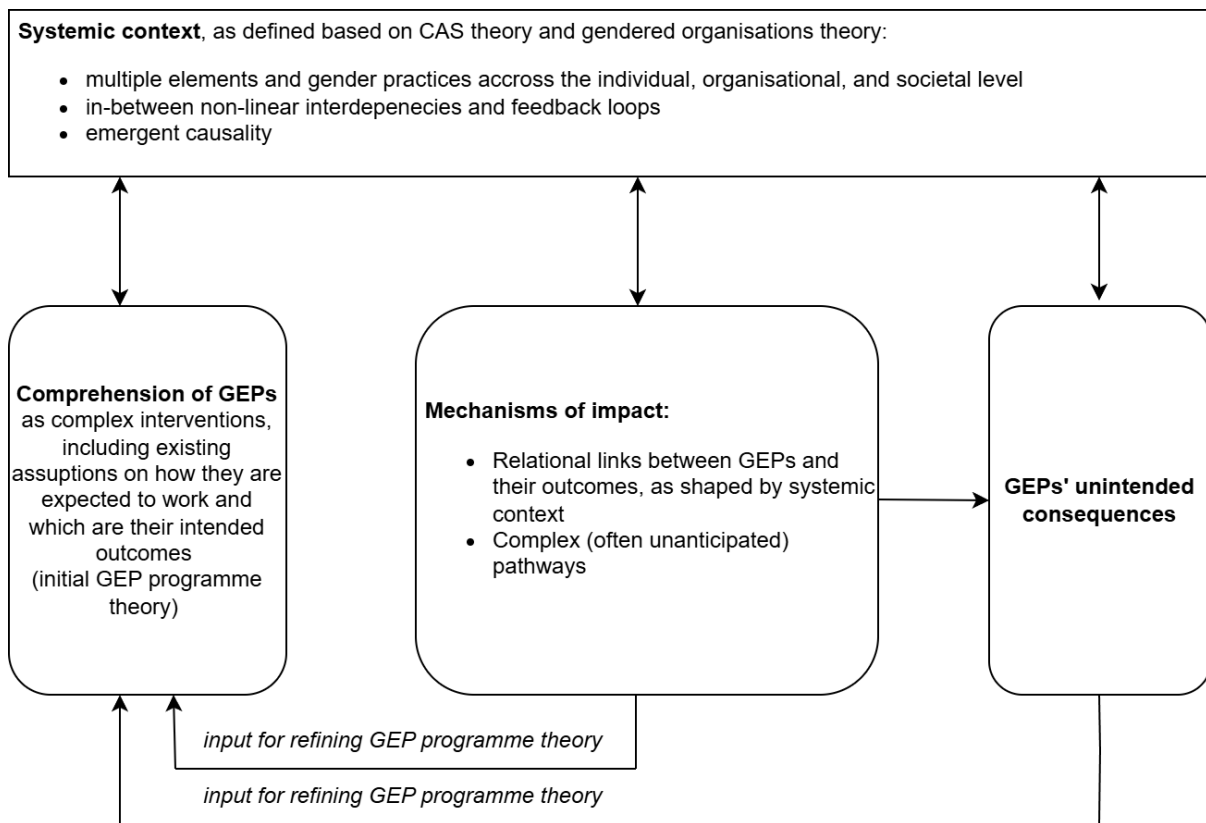 Systemic context, as defined based on CAS theory and gendered organisations theory:
• multiple elements and gender practices accross the individual, organisational, and societal level
• in-between non-linear interdepenecies and feedback loops
• emergent causality
Comprehension of GEPs
as complex interventions,
including existing
assuptions on how they are
expected to work and
which are their intended
outcomes
(initial GEP programme
theory)
Mechanisms of impact:
• Relational links between GEPs and
their outcomes, as shaped by systemic
context
• Complex (often unanticipated)
pathways
GEPs' unintended
consequences
input for refining GEP programme theory
input for refining GEP programme theory